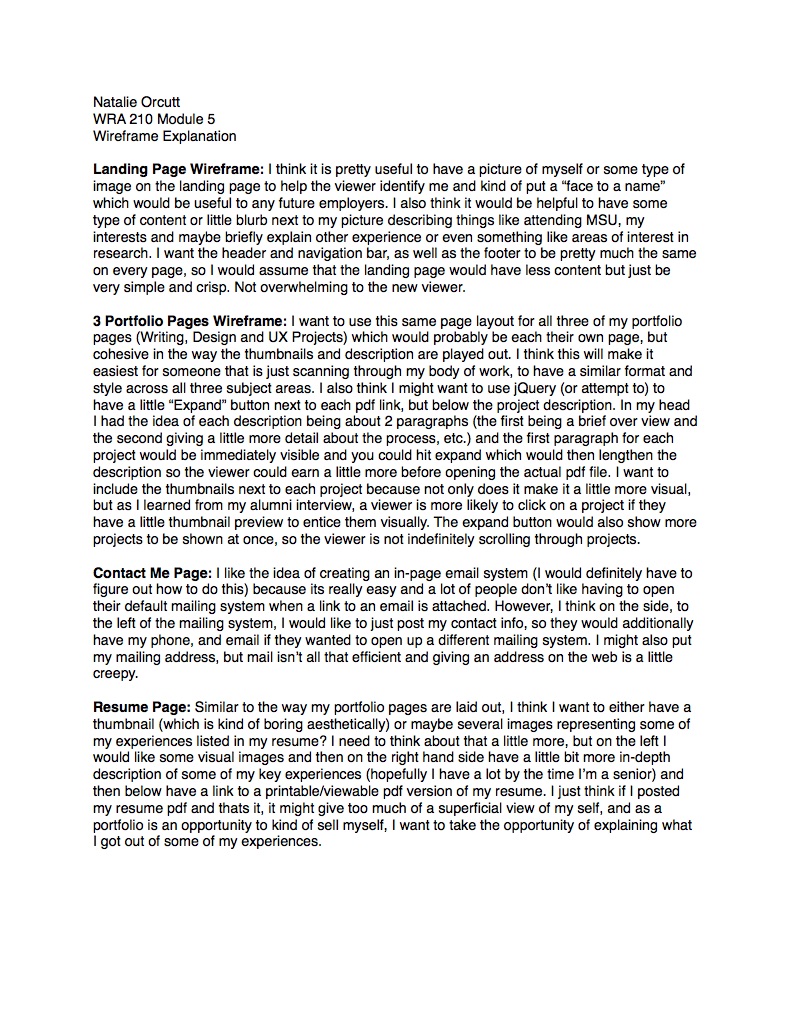 Natalie Orcutt
WRA 210 Module 5
Wireframe Explanation
Landing Page Wireframe: I think it is pretty useful to have a picture of myself or some type of
image on the landing page to help the viewer identify me and kind of put a “face to a name”
which would be useful to any future employers. I also think it would be helpful to have some
type of content or little blurb next to my picture describing things like attending MSU, my
interests and maybe briefly explain other experience or even something like areas of interest in
research. I want the header and navigation bar, as well as the footer to be pretty much the same
on every page, so I would assume that the landing page would have less content but just be
very simple and crisp. Not overwhelming to the new viewer.
3 Portfolio Pages Wireframe: I want to use this same page layout for all three of my portfolio
pages (Writing, Design and UX Projects) which would probably be each their own page, but
cohesive in the way the thumbnails and description are played out. I think this will make it
easiest for someone that is just scanning through my body of work, to have a similar format and
style across all three subject areas. I also think I might want to use jQuery (or attempt to) to
have a little “Expand” button next to each pdf link, but below the project description. In my head
I had the idea of each description being about 2 paragraphs (the first being a brief over view and
the second giving a little more detail about the process, etc.) and the first paragraph for each
project would be immediately visible and you could hit expand which would then lengthen the
description so the viewer could earn a little more before opening the actual pdf file. I want to
include the thumbnails next to each project because not only does it make it a little more visual,
but as I learned from my alumni interview, a viewer is more likely to click on a project if they
have a little thumbnail preview to entice them visually. The expand button would also show more
projects to be shown at once, so the viewer is not indefinitely scrolling through projects.
Contact Me Page: I like the idea of creating an in-page email system (I would definitely have to
figure out how to do this) because its really easy and a lot of people don’t like having to open
their default mailing system when a link to an email is attached. However, I think on the side, to
the left of the mailing system, I would like to just post my contact info, so they would additionally
have my phone, and email if they wanted to open up a different mailing system. I might also put
my mailing address, but mail isn’t all that efficient and giving an address on the web is a little
creepy.
Resume Page: Similar to the way my portfolio pages are laid out, I think I want to either have a
thumbnail (which is kind of boring aesthetically) or maybe several images representing some of
my experiences listed in my resume? I need to think about that a little more, but on the left I
would like some visual images and then on the right hand side have a little bit more in-depth
description of some of my key experiences (hopefully I have a lot by the time I’m a senior) and
then below have a link to a printable/viewable pdf version of my resume. I just think if I posted
my resume pdf and thats it, it might give too much of a superficial view of my self, and as a
portfolio is an opportunity to kind of sell myself, I want to take the opportunity of explaining what
I got out of some of my experiences.